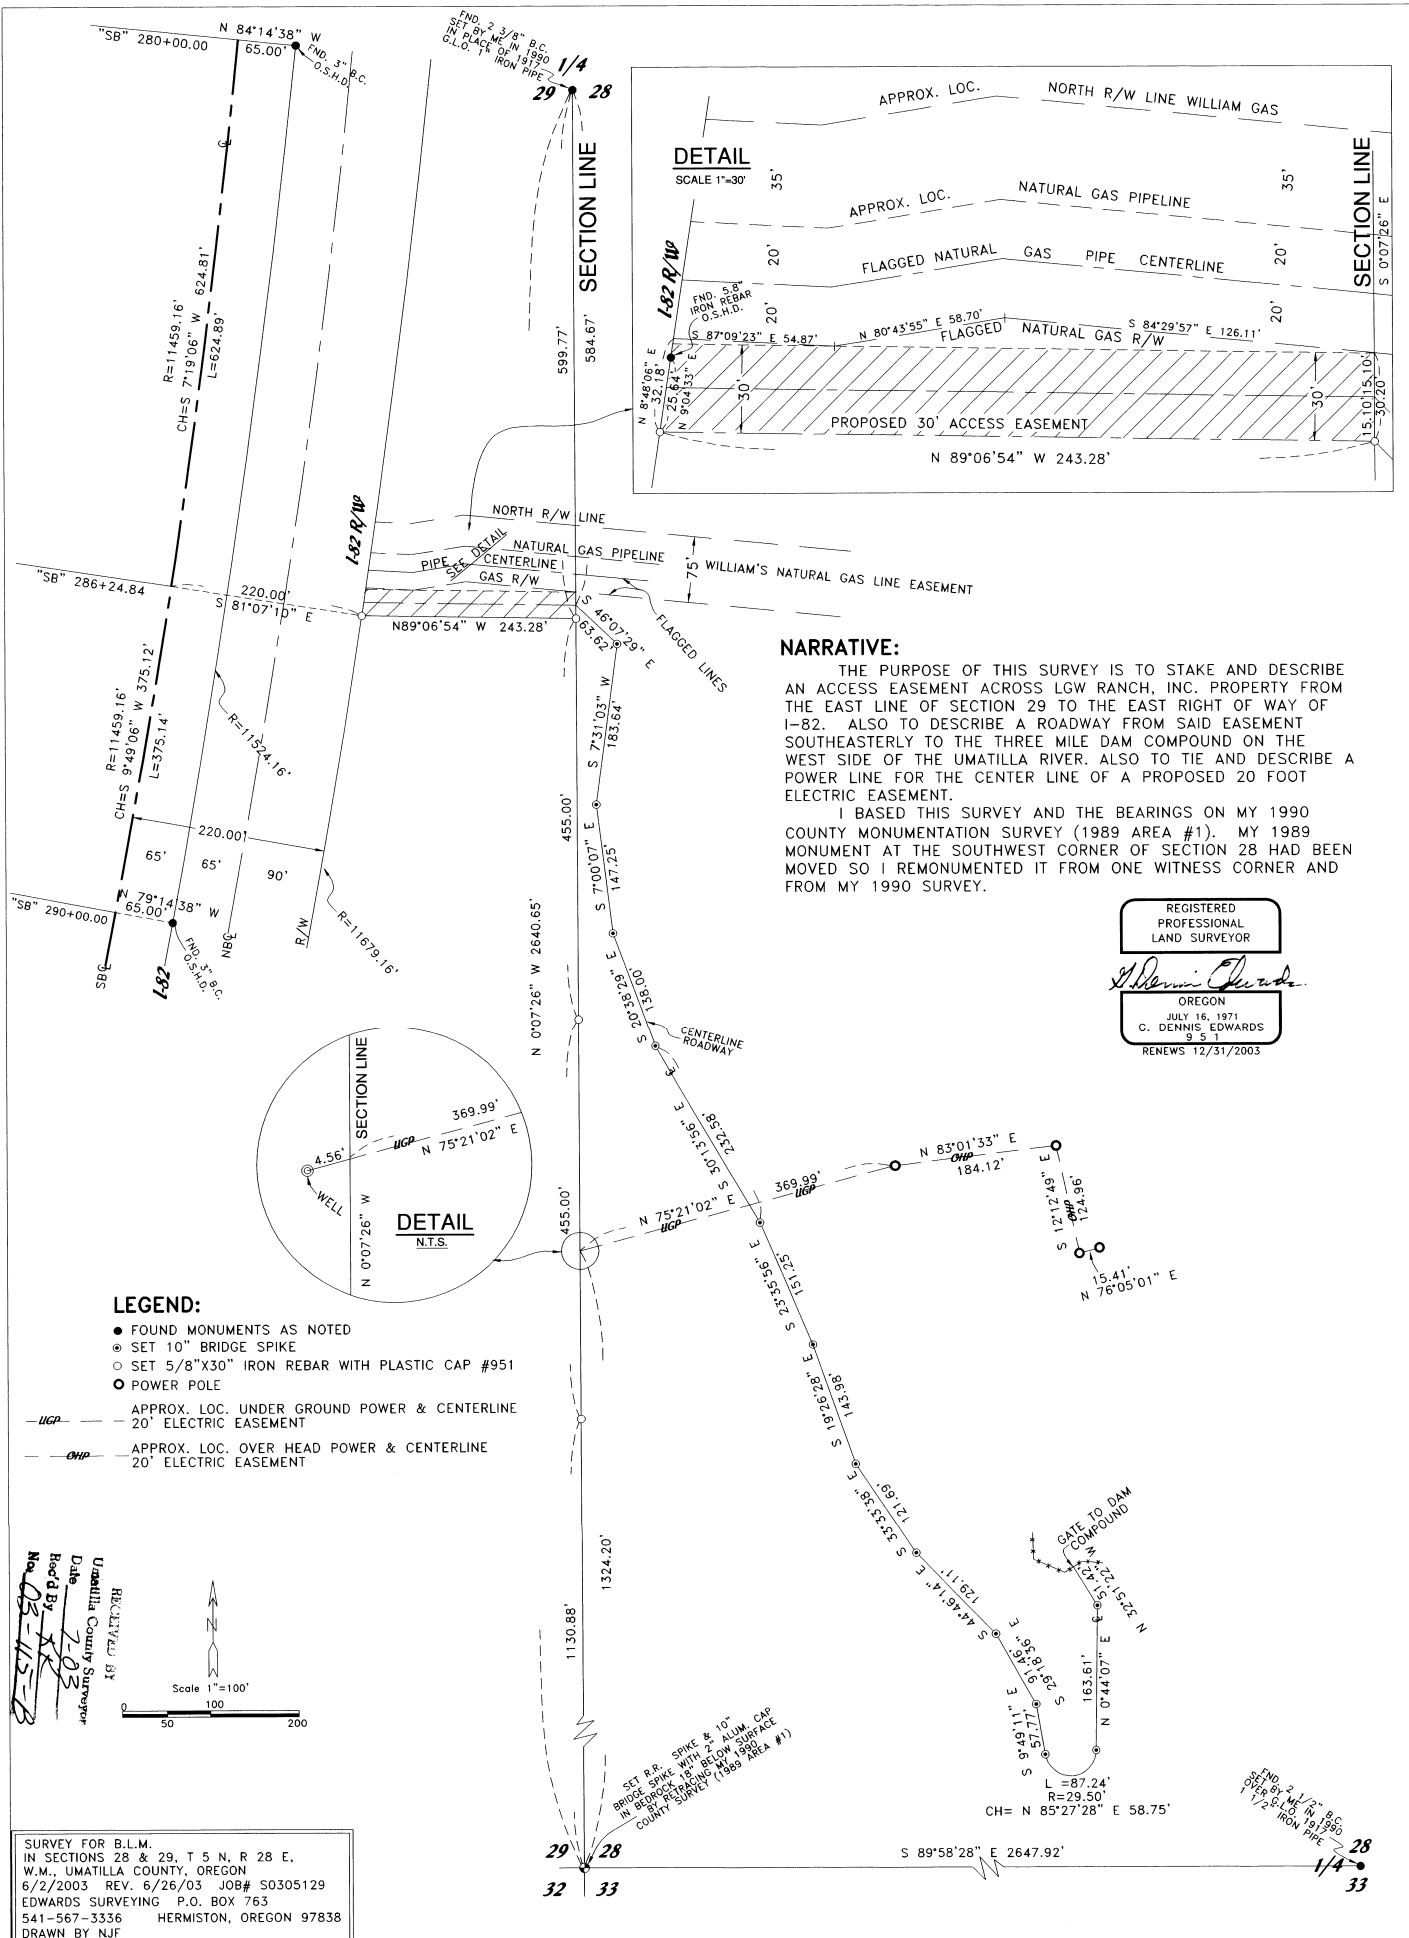 "SB" 280+00.00
N 84°14'38" W
65.00'
FND. 3" B.C.
O.S.H.D.
FND. 2 3/8" B.C.
SET BY ME IN 1990
IN PLACE OF 1917
G.L.O. 1" IRON PIPE
1/4
29 28
SECTION LINE
599.77'
584.67'
R=11459.16'
CH=S 7°19'06" W 624.81'
L=624.89'
DETAIL
SCALE 1"=30'
APPROX. LOC. NORTH R/W LINE WILLIAM GAS
35'
35'
APPROX. LOC. NATURAL GAS PIPELINE
20'
20'
FLAGGED NATURAL GAS PIPE CENTERLINE
20'
20'
I-82 R/W
FND. 5.8"
IRON REBAR
O.S.H.D.
S 87°09'23" E 54.87'
N 80°43'55" E 58.70'
S 84°29'57" E 126.11'
FLAGGED NATURAL GAS R/W
SECTION LINE
S 0°07'26" E
N 8°48'06" E
32.18'
25.64'
N 9°04'33" E
30'
30'
15.10'
15.10'
30.20'
PROPOSED 30' ACCESS EASEMENT
N 89°06'54" W 243.28'
I-82 R/W
NORTH R/W LINE
NATURAL GAS PIPELINE
PIPE CENTERLINE
SEE DETAIL
GAS R/W
75'
WILLIAM'S NATURAL GAS LINE EASEMENT
"SB" 286+24.84
220.00'
S 81°07'10" E
N89°06'54" W 243.28'
S 46°07'29" E
63.62'
FLAGGED LINES
R=11459.16'
CH=S 9°49'06" W 375.12'
L=375.14'
R=11524.16'
220.00'
65'
65'
90'
N 79°14'38" W
"SB" 290+00.00
65.00'
FND. 3" B.C.
O.S.H.D.
R=11679.16'
SB℄
I-82
NB℄
R/W
S 7°31'03" W
183.64'
455.00'
S 7°00'07" E
147.25'
N 0°07'26" W 2640.65'
S 20°38'29" E
138.00'
CENTERLINE
ROADWAY
NARRATIVE:
THE PURPOSE OF THIS SURVEY IS TO STAKE AND DESCRIBE
AN ACCESS EASEMENT ACROSS LGW RANCH, INC. PROPERTY FROM
THE EAST LINE OF SECTION 29 TO THE EAST RIGHT OF WAY OF
I-82. ALSO TO DESCRIBE A ROADWAY FROM SAID EASEMENT
SOUTHEASTERLY TO THE THREE MILE DAM COMPOUND ON THE
WEST SIDE OF THE UMATILLA RIVER. ALSO TO TIE AND DESCRIBE A
POWER LINE FOR THE CENTER LINE OF A PROPOSED 20 FOOT
ELECTRIC EASEMENT.
I BASED THIS SURVEY AND THE BEARINGS ON MY 1990
COUNTY MONUMENTATION SURVEY (1989 AREA #1). MY 1989
MONUMENT AT THE SOUTHWEST CORNER OF SECTION 28 HAD BEEN
MOVED SO I REMONUMENTED IT FROM ONE WITNESS CORNER AND
FROM MY 1990 SURVEY.
REGISTERED
PROFESSIONAL
LAND SURVEYOR
OREGON
JULY 16, 1971
C. DENNIS EDWARDS
9 5 1
RENEWS 12/31/2003
SECTION LINE
369.99'
UGP
N 75°21'02" E
4.56'
WELL
DETAIL
N.T.S.
N 0°07'26" W
455.00'
S 30°13'56" E
232.58'
N 75°21'02" E
369.99'
UGP
UGP
N 83°01'33" E
OHP
184.12'
S 12°12'49" E
OHP
124.96'
15.41'
N 76°05'01" E
S 23°35'56" E
151.25'
S 19°26'28" E
143.98'
S 33°33'38" E
121.69'
S 44°46'14" E
129.11'
S 29°18'36" E
91.46'
S 9°49'11" E
57.77'
GATE TO DAM
COMPOUND
N 32°51'22" W
51.42'
N 0°44'07" E
163.61'
L =87.24'
R=29.50'
CH= N 85°27'28" E 58.75'
LEGEND:
FOUND MONUMENTS AS NOTED
SET 10" BRIDGE SPIKE
SET 5/8"X30" IRON REBAR WITH PLASTIC CAP #951
POWER POLE
UGP APPROX. LOC. UNDER GROUND POWER & CENTERLINE
20' ELECTRIC EASEMENT
OHP APPROX. LOC. OVER HEAD POWER & CENTERLINE
20' ELECTRIC EASEMENT
1324.20'
1130.88'
RECEIVED BY
Umatilla County Surveyor
Date 7-03
Rec'd By
No. 03-115-B
N
Scale 1"=100'
0 100
50 200
SET R.R. SPIKE & 10"
BRIDGE SPIKE WITH 2" ALUM. CAP
IN BEDROCK 18" BELOW SURFACE
BY RETRACING MY 1990
COUNTY SURVEY (1989 AREA #1)
29 28
32 33
S 89°58'28" E 2647.92'
FND. 2 1/2" B.C.
SET BY ME IN 1990
OVER G.L.O. 1917
1 1/2" IRON PIPE
28
1/4
33
SURVEY FOR B.L.M.
IN SECTIONS 28 & 29, T 5 N, R 28 E,
W.M., UMATILLA COUNTY, OREGON
6/2/2003 REV. 6/26/03 JOB# S0305129
EDWARDS SURVEYING P.O. BOX 763
541-567-3336 HERMISTON, OREGON 97838
DRAWN BY NJF